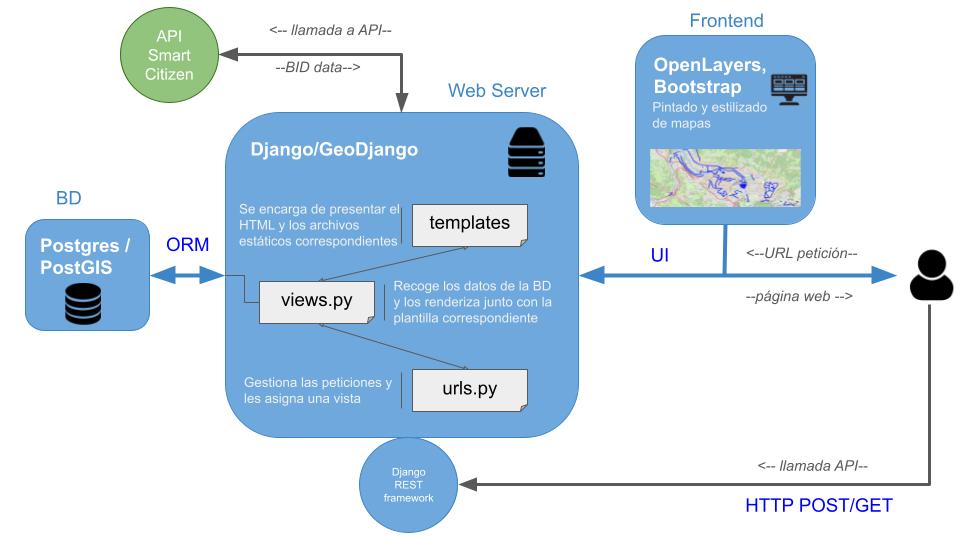 API
Smart
Citizen
<-- llamada a API--
--BID data-->
Web Server
Frontend
OpenLayers,
Bootstrap
Pintado y estilizado
de mapas
Django/GeoDjango
BD
Postgres /
PostGIS
ORM
Se encarga de presentar el
HTML y los archivos
estáticos correspondientes
templates
views.py
Recoge los datos de la BD
y los renderiza junto con la
plantilla correspondiente
Gestiona las peticiones y
les asigna una vista
urls.py
UI
<--URL petición--
--página web -->
Django
REST
framework
<-- llamada API--
HTTP POST/GET